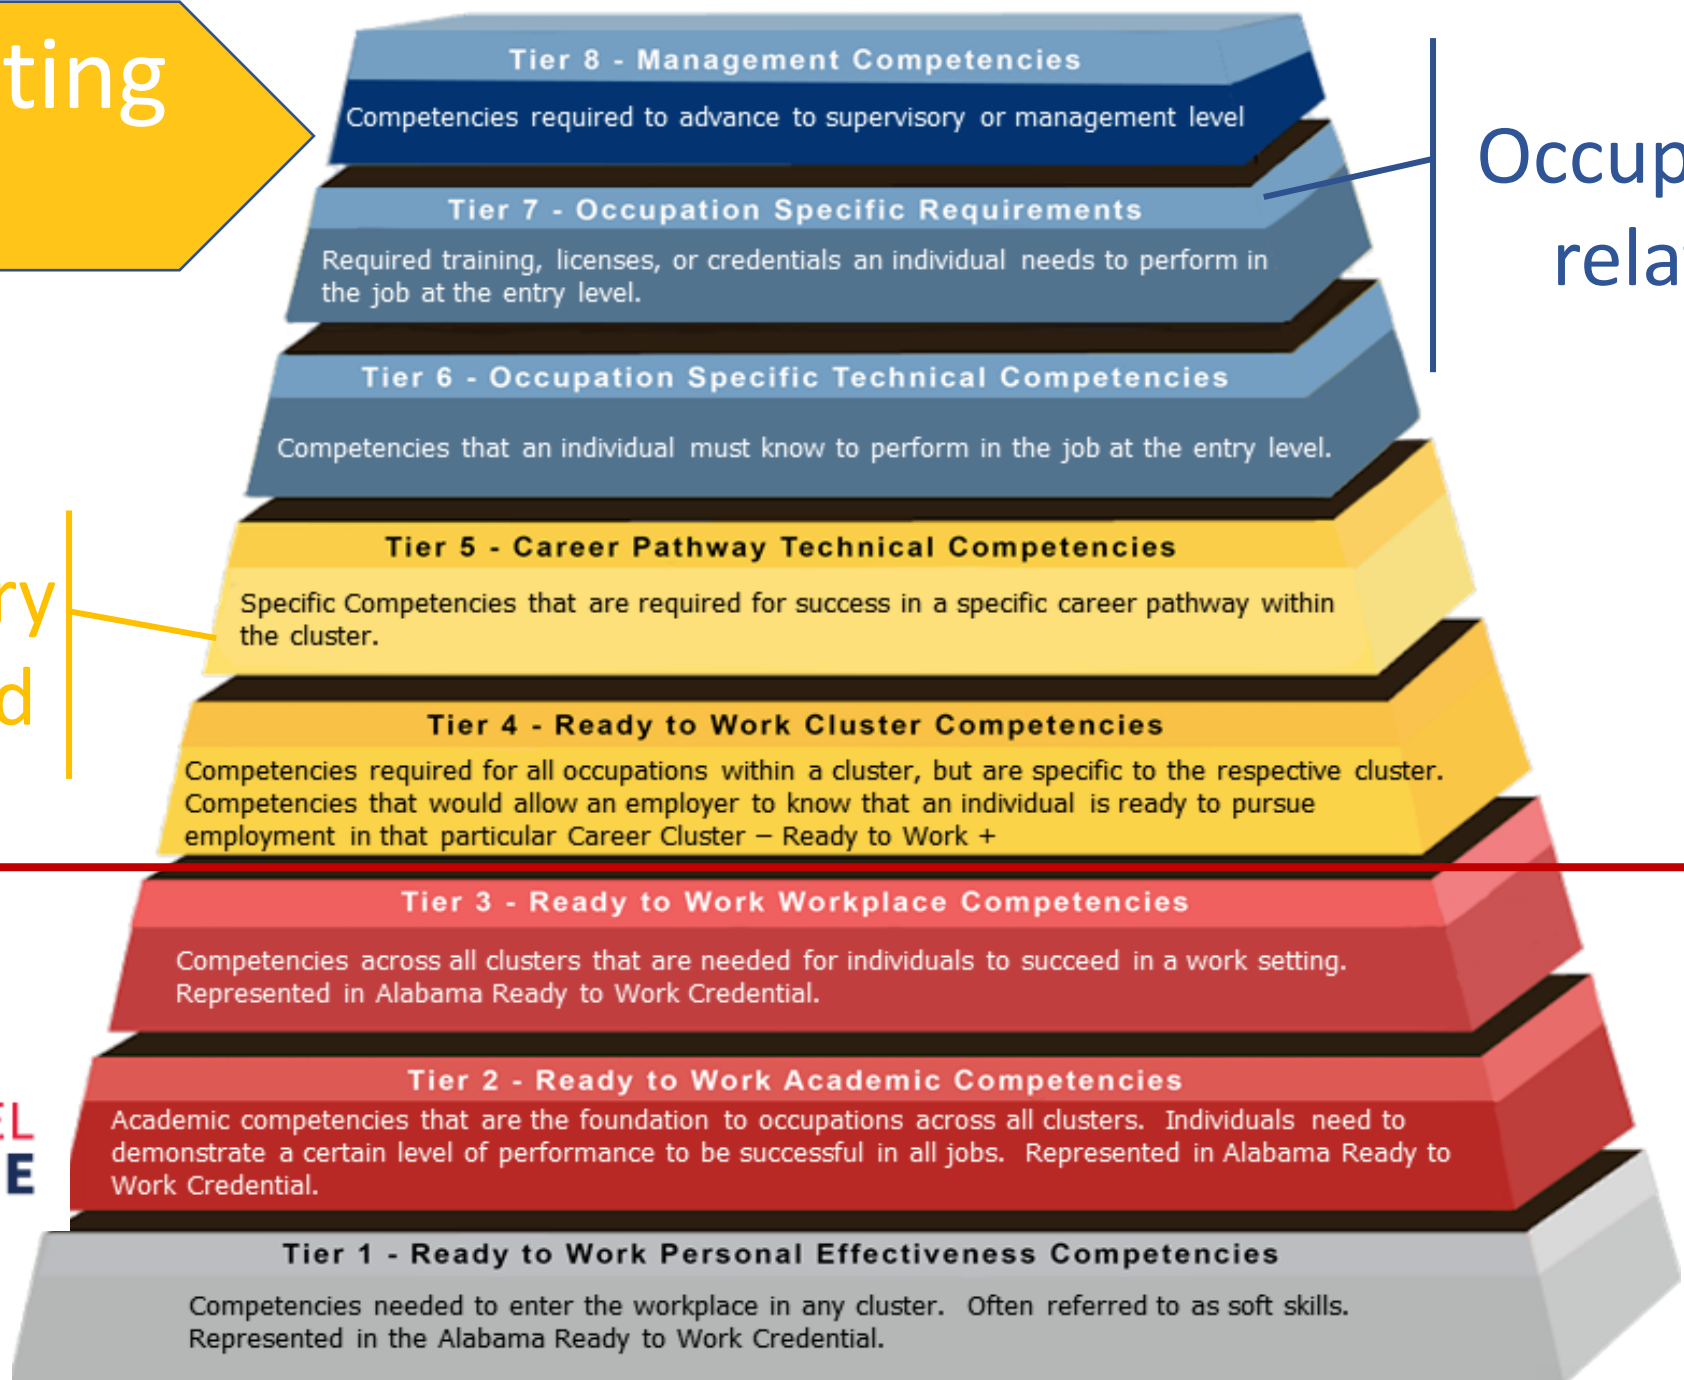 ting
Tier 8 - Management Competencies
Competencies required to advance to supervisory or management level
Occup
rela
Tier 7 - Occupation Specific Requirements
Required training, licenses, or credentials an individual needs to perform in
the job at the entry level.
Tier 6 - Occupation Specific Technical Competencies
Competencies that an individual must know to perform in the job at the entry level.
Tier 5 - Career Pathway Technical Competencies
Specific Competencies that are required for success in a specific career pathway within
the cluster.
ry
d
Tier 4 - Ready to Work Cluster Competencies
Competencies required for all occupations within a cluster, but are specific to the respective cluster.
Competencies that would allow an employer to know that an individual is ready to pursue
employment in that particular Career Cluster – Ready to Work +
Tier 3 - Ready to Work Workplace Competencies
Competencies across all clusters that are needed for individuals to succeed in a work setting.
Represented in Alabama Ready to Work Credential.
Tier 2 - Ready to Work Academic Competencies
Academic competencies that are the foundation to occupations across all clusters. Individuals need to
demonstrate a certain level of performance to be successful in all jobs. Represented in Alabama Ready to
Work Credential.
EL
E
Tier 1 - Ready to Work Personal Effectiveness Competencies
Competencies needed to enter the workplace in any cluster. Often referred to as soft skills.
Represented in the Alabama Ready to Work Credential.